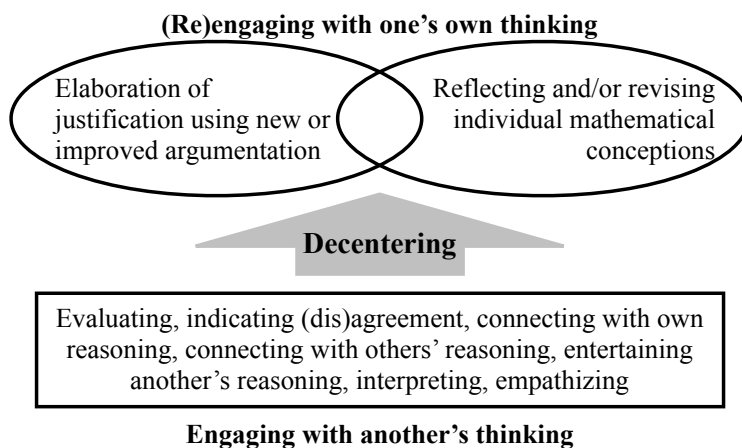 (Re)engaging with one’s own thinking
Elaboration of
justification using new or
improved argumentation
Reflecting and/or revising
individual mathematical
conceptions
Decentering
Evaluating, indicating (dis)agreement, connecting with own
reasoning, connecting with others’ reasoning, entertaining
another’s reasoning, interpreting, empathizing
Engaging with another’s thinking